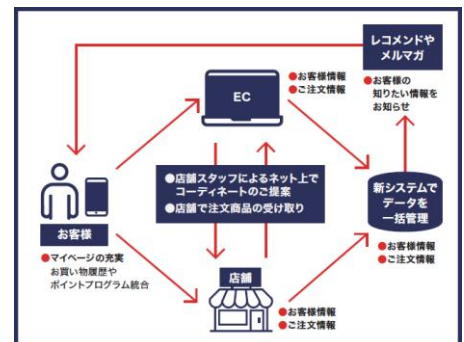 レコメンドや
メルマガ
●お客様の
知りたい情報を
お知らせ
EC
●お客様情報
●ご注文情報
●店舗スタッフによるネット上で
コーディネートのご提案
●店舗で注文商品の受け取り
新システムで
データを
一括管理
●お客様情報
●ご注文情報
お客様
●マイページの充実
お買い物履歴や
ポイントプログラム統合
店舗
●お客様情報
●ご注文情報